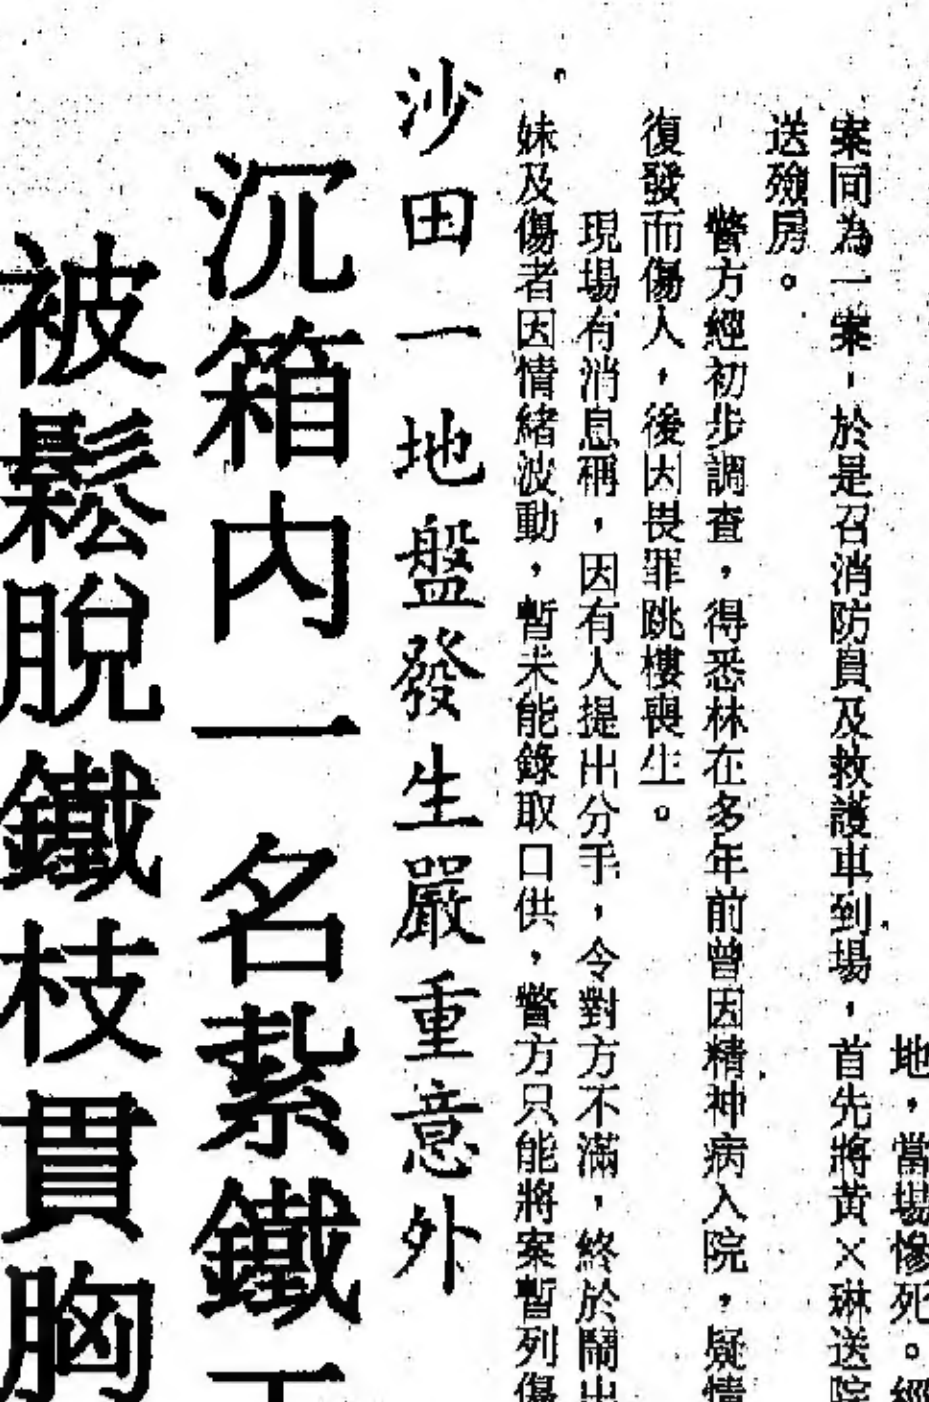 地，當場慘死。經
案同為一案，於是召消防員及救護車到場，首先將黃×琳送院
送殮房。
警方經初步調查，得悉林在多年前曾因精神病入院，疑情
復發而傷人，後因畏罪跳樓喪生。
現場有消息稱，因有人提出分手，令對方不滿，終於鬧出
妹及傷者因情緒波動，暫未能錄取口供，警方只能將案暫列傷
。
沙田一地盤發生嚴重意外
沉箱內一名紮鐵工
被鬆脫鐵枝貫胸